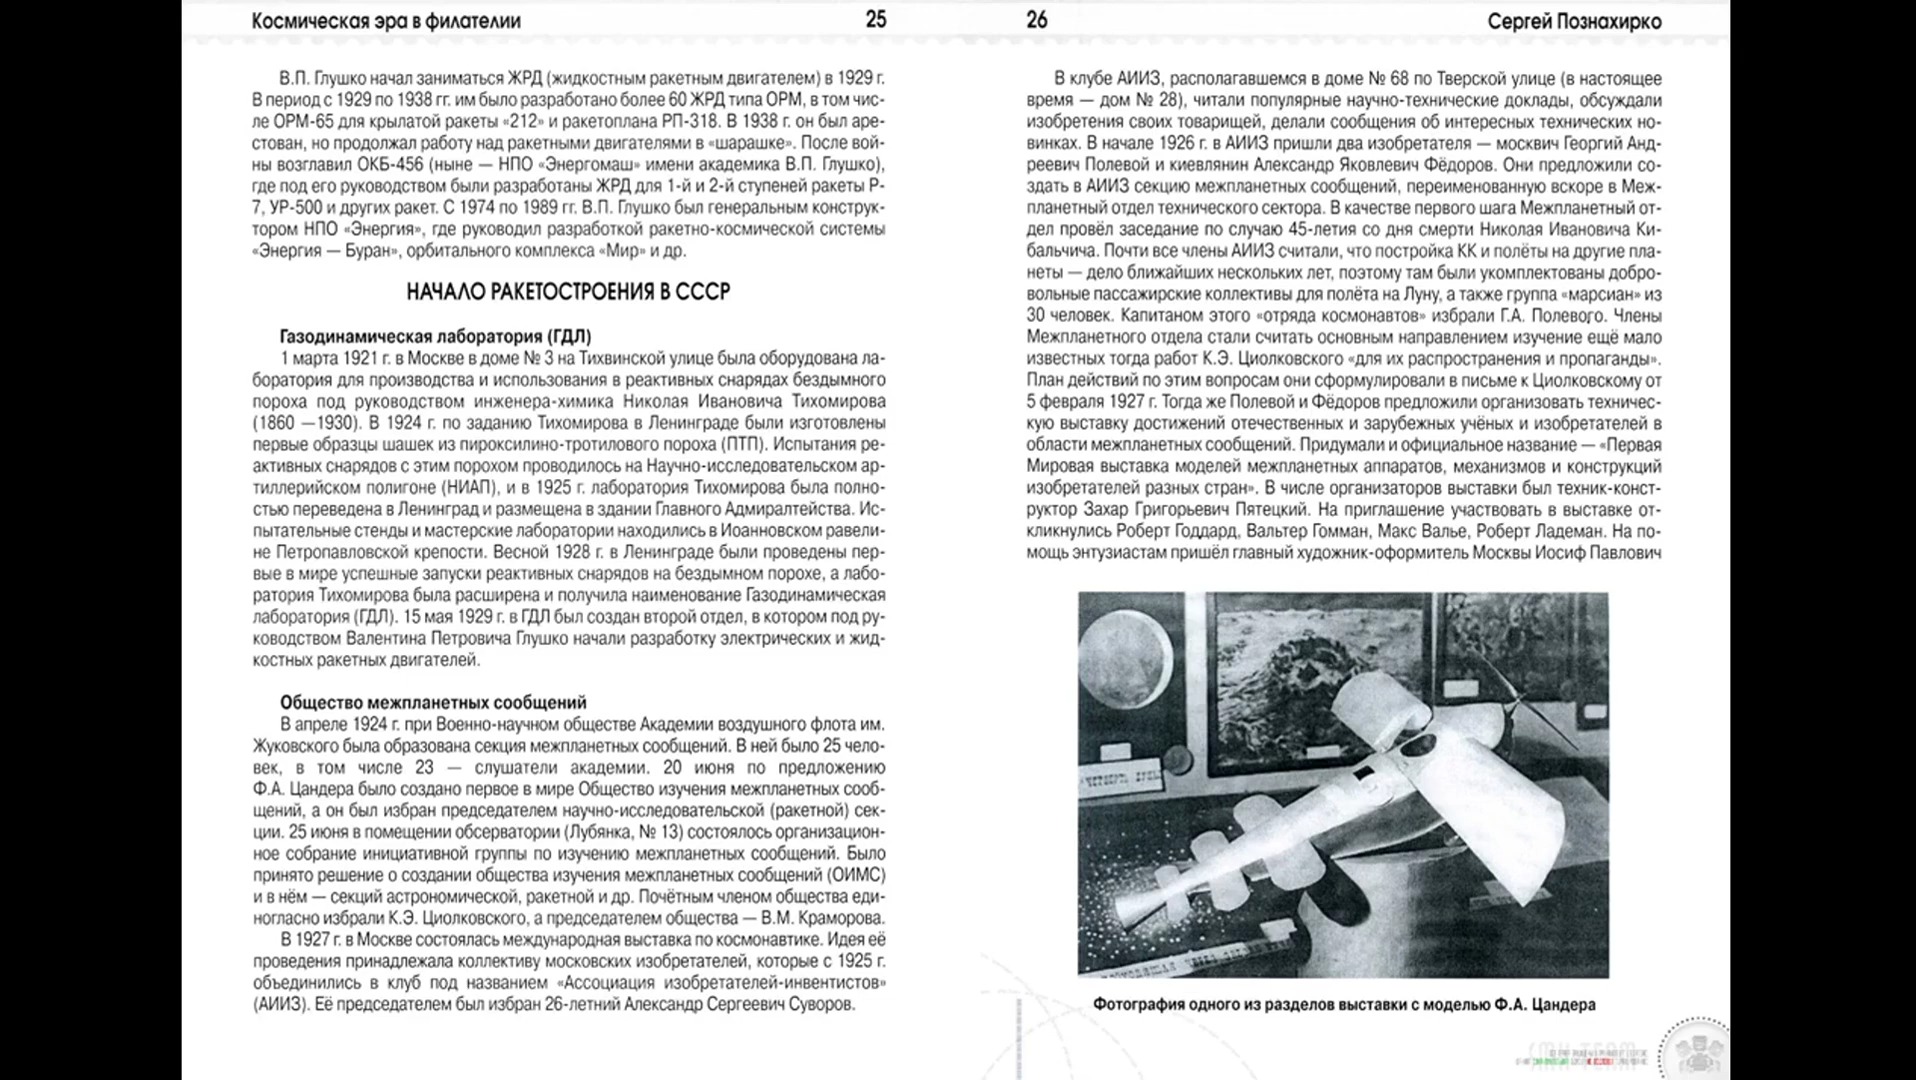 Космическая эра в филателии 25
В.П. Глушко начал заниматься ЖРД (жидкостным ракетным двигателем) в 1929 г.
В период с 1929 по 1938 гг. им было разработано более 60 ЖРД типа ОРМ, в том чис-
ле ОРМ-65 для крылатой ракеты «212» и ракетоплана РП-318. В 1938 г. он был аре-
стован, но продолжал работу над ракетными двигателями в «шарашке». После вой-
ны возглавил ОКБ-456 (ныне — НПО «Энергомаш» имени академика В.П. Глушко),
где под его руководством были разработаны ЖРД для 1-й и 2-й ступеней ракеты Р-
7, УР-500 и других ракет. С 1974 по 1989 гг. В.П. Глушко был генеральным конструк-
тором НПО «Энергия», где руководил разработкой ракетно-космической системы
«Энергия — Буран», орбитального комплекса «Мир» и др.
НАЧАЛО РАКЕТОСТРОЕНИЯ В СССР
Газодинамическая лаборатория (ГДЛ)
1 марта 1921 г. в Москве в доме № 3 на Тихвинской улице была оборудована ла-
боратория для производства и использования в реактивных снарядах бездымного
пороха под руководством инженера-химика Николая Ивановича Тихомирова
(1860 —1930). В 1924 г. по заданию Тихомирова в Ленинграде были изготовлены
первые образцы шашек из пироксилино-тротилового пороха (ПТП). Испытания ре-
активных снарядов с этим порохом проводилось на Научно-исследовательском ар-
тиллерийском полигоне (НИАП), и в 1925 г. лаборатория Тихомирова была полно-
стью переведена в Ленинград и размещена в здании Главного Адмиралтейства. Ис-
пытательные стенды и мастерские лаборатории находились в Иоанновском равели-
не Петропавловской крепости. Весной 1928 г. в Ленинграде были проведены пер-
вые в мире успешные запуски реактивных снарядов на бездымном порохе, а лабо-
ратория Тихомирова была расширена и получила наименование Газодинамическая
лаборатория (ГДЛ). 15 мая 1929 г. в ГДЛ был создан второй отдел, в котором под ру-
ководством Валентина Петровича Глушко начали разработку электрических и жид-
костных ракетных двигателей.
Общество межпланетных сообщений
В апреле 1924 г. при Военно-научном обществе Академии воздушного флота им.
Жуковского была образована секция межпланетных сообщений. В ней было 25 чело-
век, в том числе 23 — слушатели академии. 20 июня по предложению
Ф.А. Цандера было создано первое в мире Общество изучения межпланетных сооб-
щений, а он был избран председателем научно-исследовательской (ракетной) сек-
ции. 25 июня в помещении обсерватории (Лубянка, № 13) состоялось организацион-
ное собрание инициативной группы по изучению межпланетных сообщений. Было
принято решение о создании общества изучения межпланетных сообщений (ОИМС)
и в нём — секций астрономической, ракетной и др. Почётным членом общества еди-
ногласно избрали К.Э. Циолковского, а председателем общества — В.М. Краморова.
В 1927 г. в Москве состоялась международная выставка по космонавтике. Идея её
проведения принадлежала коллективу московских изобретателей, которые с 1925 г.
объединились в клуб под названием «Ассоциация изобретателей-инвентистов»
(АИИЗ). Её председателем был избран 26-летний Александр Сергеевич Суворов.
26 Сергей Познахирко
В клубе АИИЗ, располагавшемся в доме № 68 по Тверской улице (в настоящее
время — дом № 28), читали популярные научно-технические доклады, обсуждали
изобретения своих товарищей, делали сообщения об интересных технических но-
винках. В начале 1926 г. в АИИЗ пришли два изобретателя — москвич Георгий Анд-
реевич Полевой и киевлянин Александр Яковлевич Фёдоров. Они предложили со-
здать в АИИЗ секцию межпланетных сообщений, переименованную вскоре в Меж-
планетный отдел технического сектора. В качестве первого шага Межпланетный от-
дел провёл заседание по случаю 45-летия со дня смерти Николая Ивановича Ки-
бальчича. Почти все члены АИИЗ считали, что постройка КК и полёты на другие пла-
неты — дело ближайших нескольких лет, поэтому там были укомплектованы добро-
вольные пассажирские коллективы для полёта на Луну, а также группа «марсиан» из
30 человек. Капитаном этого «отряда космонавтов» избрали Г.А. Полевого. Члены
Межпланетного отдела стали считать основным направлением изучение ещё мало
известных тогда работ К.Э. Циолковского «для их распространения и пропаганды».
План действий по этим вопросам они сформулировали в письме к Циолковскому от
5 февраля 1927 г. Тогда же Полевой и Фёдоров предложили организовать техничес-
кую выставку достижений отечественных и зарубежных учёных и изобретателей в
области межпланетных сообщений. Придумали и официальное название — «Первая
Мировая выставка моделей межпланетных аппаратов, механизмов и конструкций
изобретателей разных стран». В числе организаторов выставки был техник-конст-
руктор Захар Григорьевич Пятецкий. На приглашение участвовать в выставке от-
кликнулись Роберт Годдард, Вальтер Гомман, Макс Валье, Роберт Ладеман. На по-
мощь энтузиастам пришёл главный художник-оформитель Москвы Иосиф Павлович
Фотография одного из разделов выставки с моделью Ф.А. Цандера